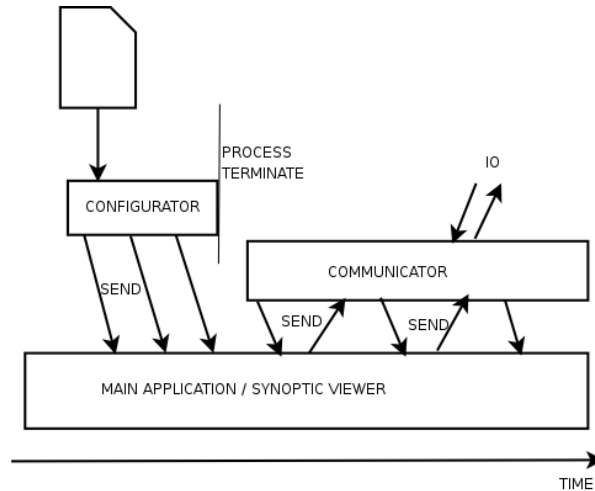 PROCESS
TERMINATE
IO
CONFIGURATOR
COMMUNICATOR
SEND
SEND
SEND
MAIN APPLICATION / SYNOPTIC VIEWER
TIME